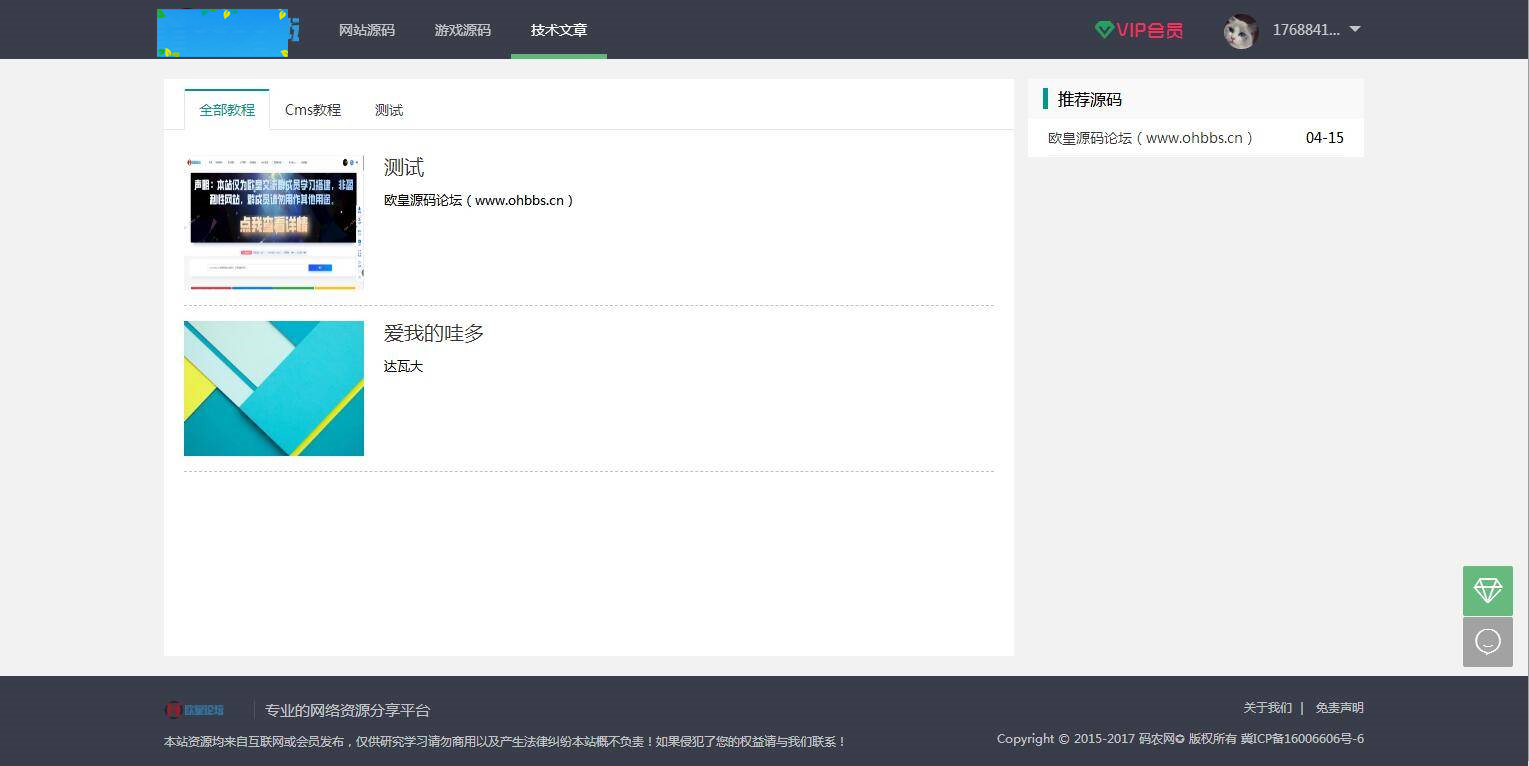 坛
网站源码
游戏源码
技术文章
VIP会员
1768841...
全部教程
Cms教程
测试
推荐源码
欧皇源码论坛（www.ohbbs.cn）
04-15
声明：本站仅为欧皇交流群成员学习搭建，非盈
利性网站，群成员请勿用作其他用途。
点我查看详情
测试
欧皇源码论坛（www.ohbbs.cn）
爱我的哇多
达瓦大
欧皇论坛
专业的网络资源分享平台
关于我们 | 免责声明
本站资源均来自互联网或会员发布，仅供研究学习请勿商用以及产生法律纠纷本站概不负责！如果侵犯了您的权益请与我们联系！
Copyright © 2015-2017 码农网✪ 版权所有 冀ICP备16006606号-6